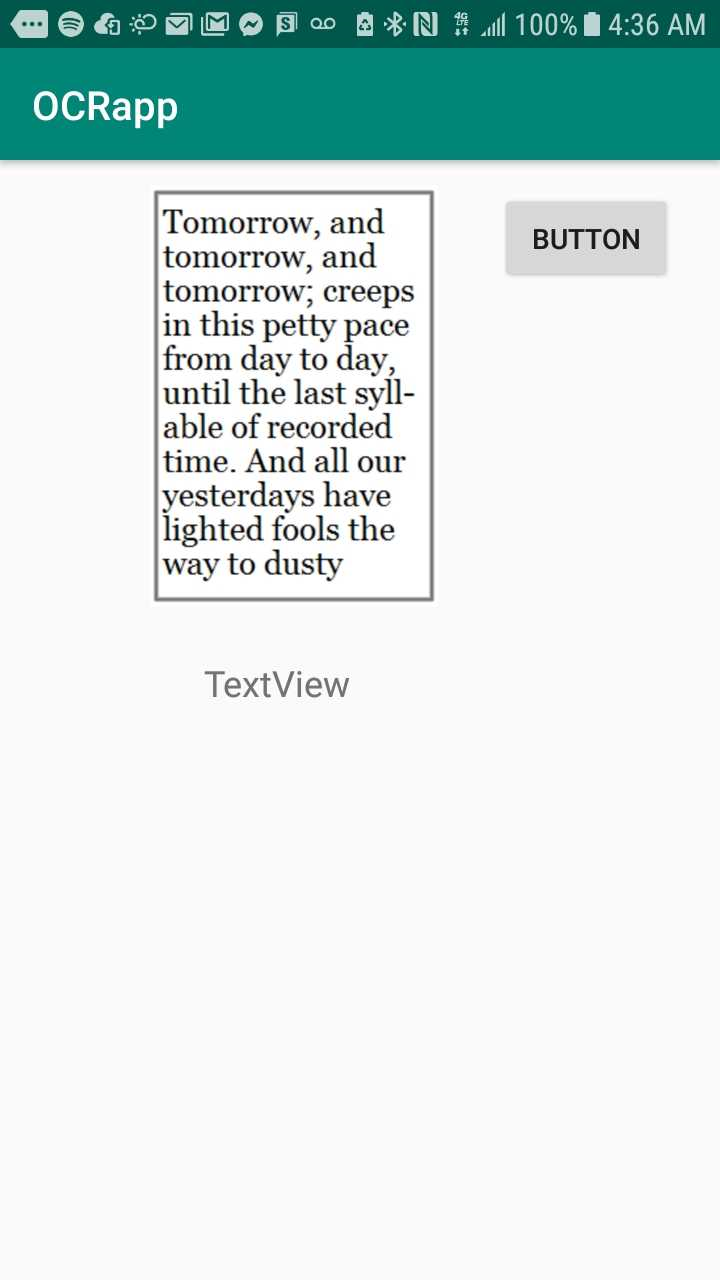 100% 4:36 AM
OCRapp
Tomorrow, and
tomorrow, and
tomorrow; creeps
in this petty pace
from day to day,
until the last syll-
able of recorded
time. And all our
yesterdays have
lighted fools the
way to dusty
BUTTON
TextView